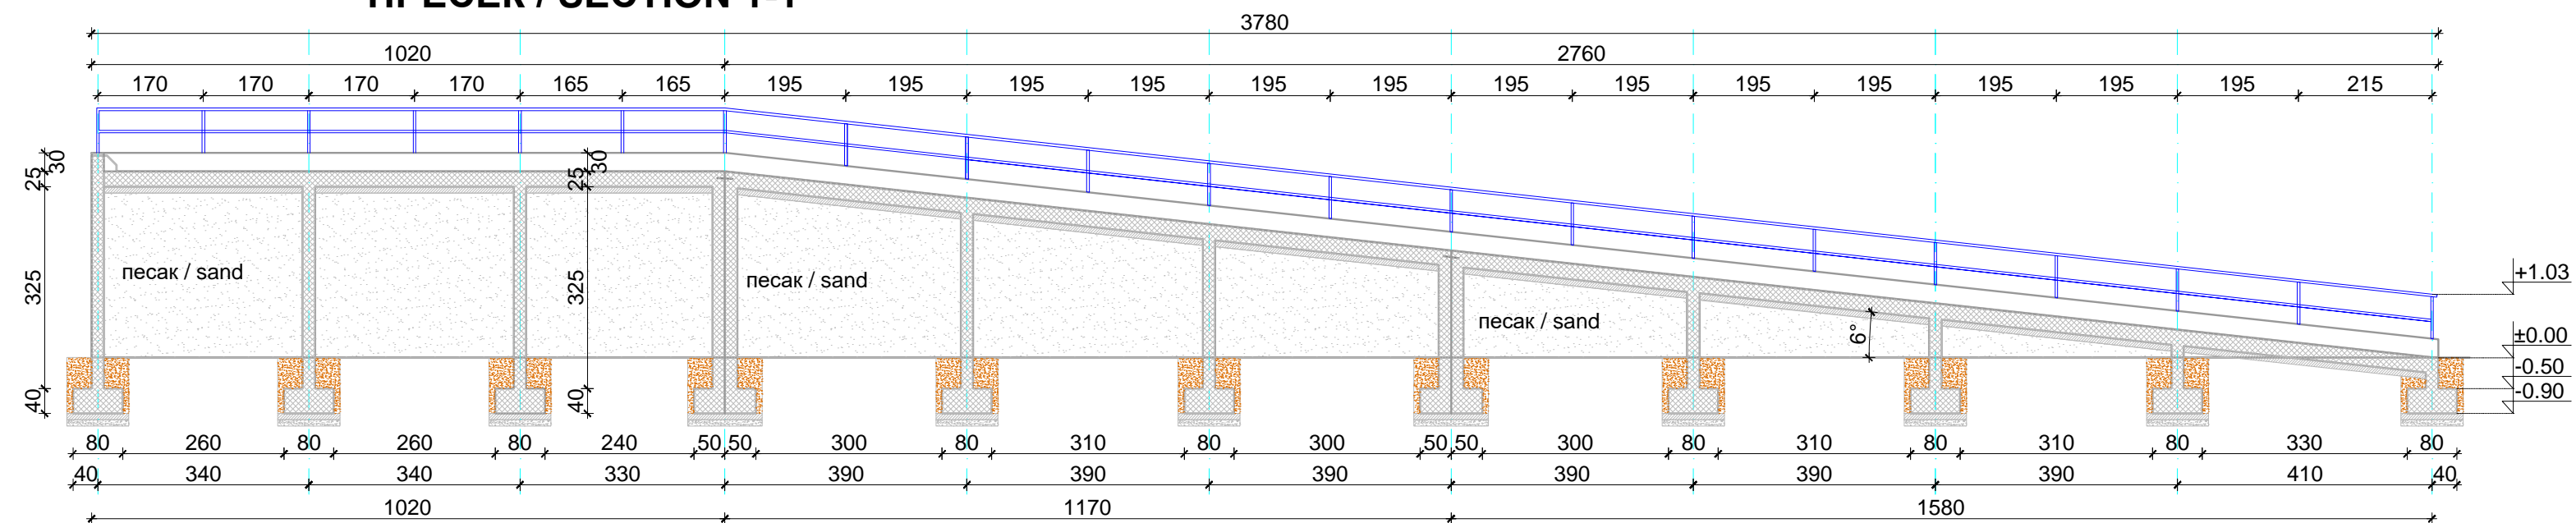 ПРЕСЕК / SECTION 1-1
3780
1020 2760
170 170 170 170 165 165 195 195 195 195 195 195 195 195 195 195 195 195 195 215
30 30
25 25
325 325
40 40
песак / sand песак / sand песак / sand
6°
+1.03
±0.00
-0.50
-0.90
80 260 80 260 80 240 50 50 300 80 310 80 300 50 50 300 80 310 80 310 80 330 80
40 340 340 330 390 390 390 390 390 390 410 40
1020 1170 1580